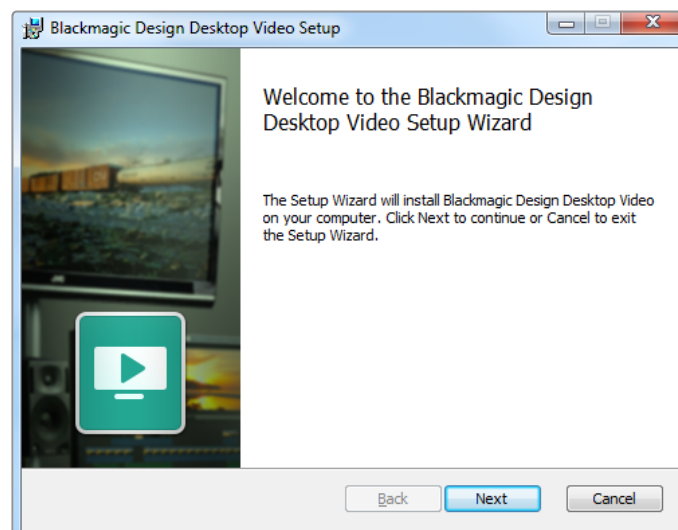 Blackmagic Design Desktop Video Setup
Welcome to the Blackmagic Design
Desktop Video Setup Wizard
The Setup Wizard will install Blackmagic Design Desktop Video
on your computer. Click Next to continue or Cancel to exit
the Setup Wizard.
Back Next Cancel